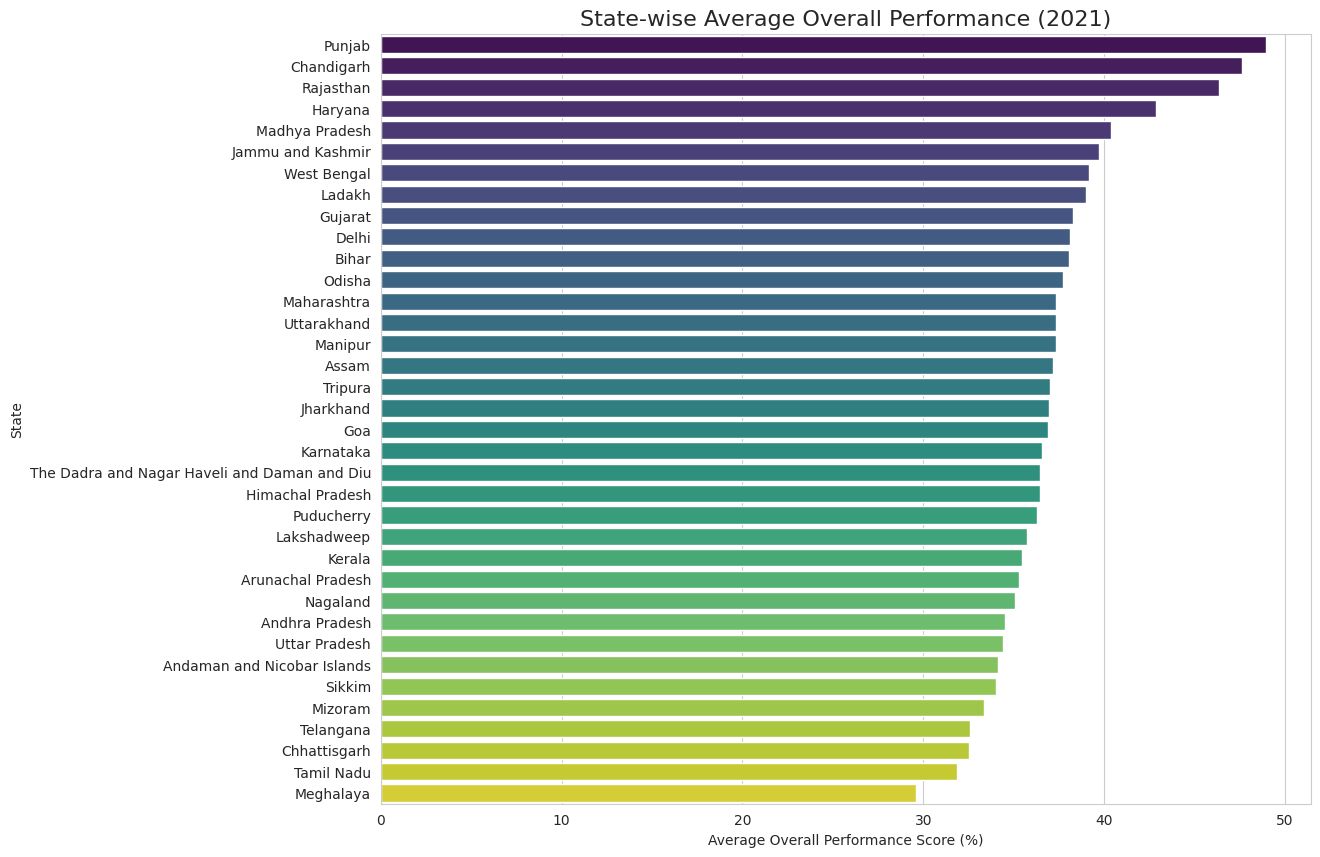 State-wise Average Overall Performance (2021)
State
Punjab
Chandigarh
Rajasthan
Haryana
Madhya Pradesh
Jammu and Kashmir
West Bengal
Ladakh
Gujarat
Delhi
Bihar
Odisha
Maharashtra
Uttarakhand
Manipur
Assam
Tripura
Jharkhand
Goa
Karnataka
The Dadra and Nagar Haveli and Daman and Diu
Himachal Pradesh
Puducherry
Lakshadweep
Kerala
Arunachal Pradesh
Nagaland
Andhra Pradesh
Uttar Pradesh
Andaman and Nicobar Islands
Sikkim
Mizoram
Telangana
Chhattisgarh
Tamil Nadu
Meghalaya
0 10 20 30 40 50
Average Overall Performance Score (%)